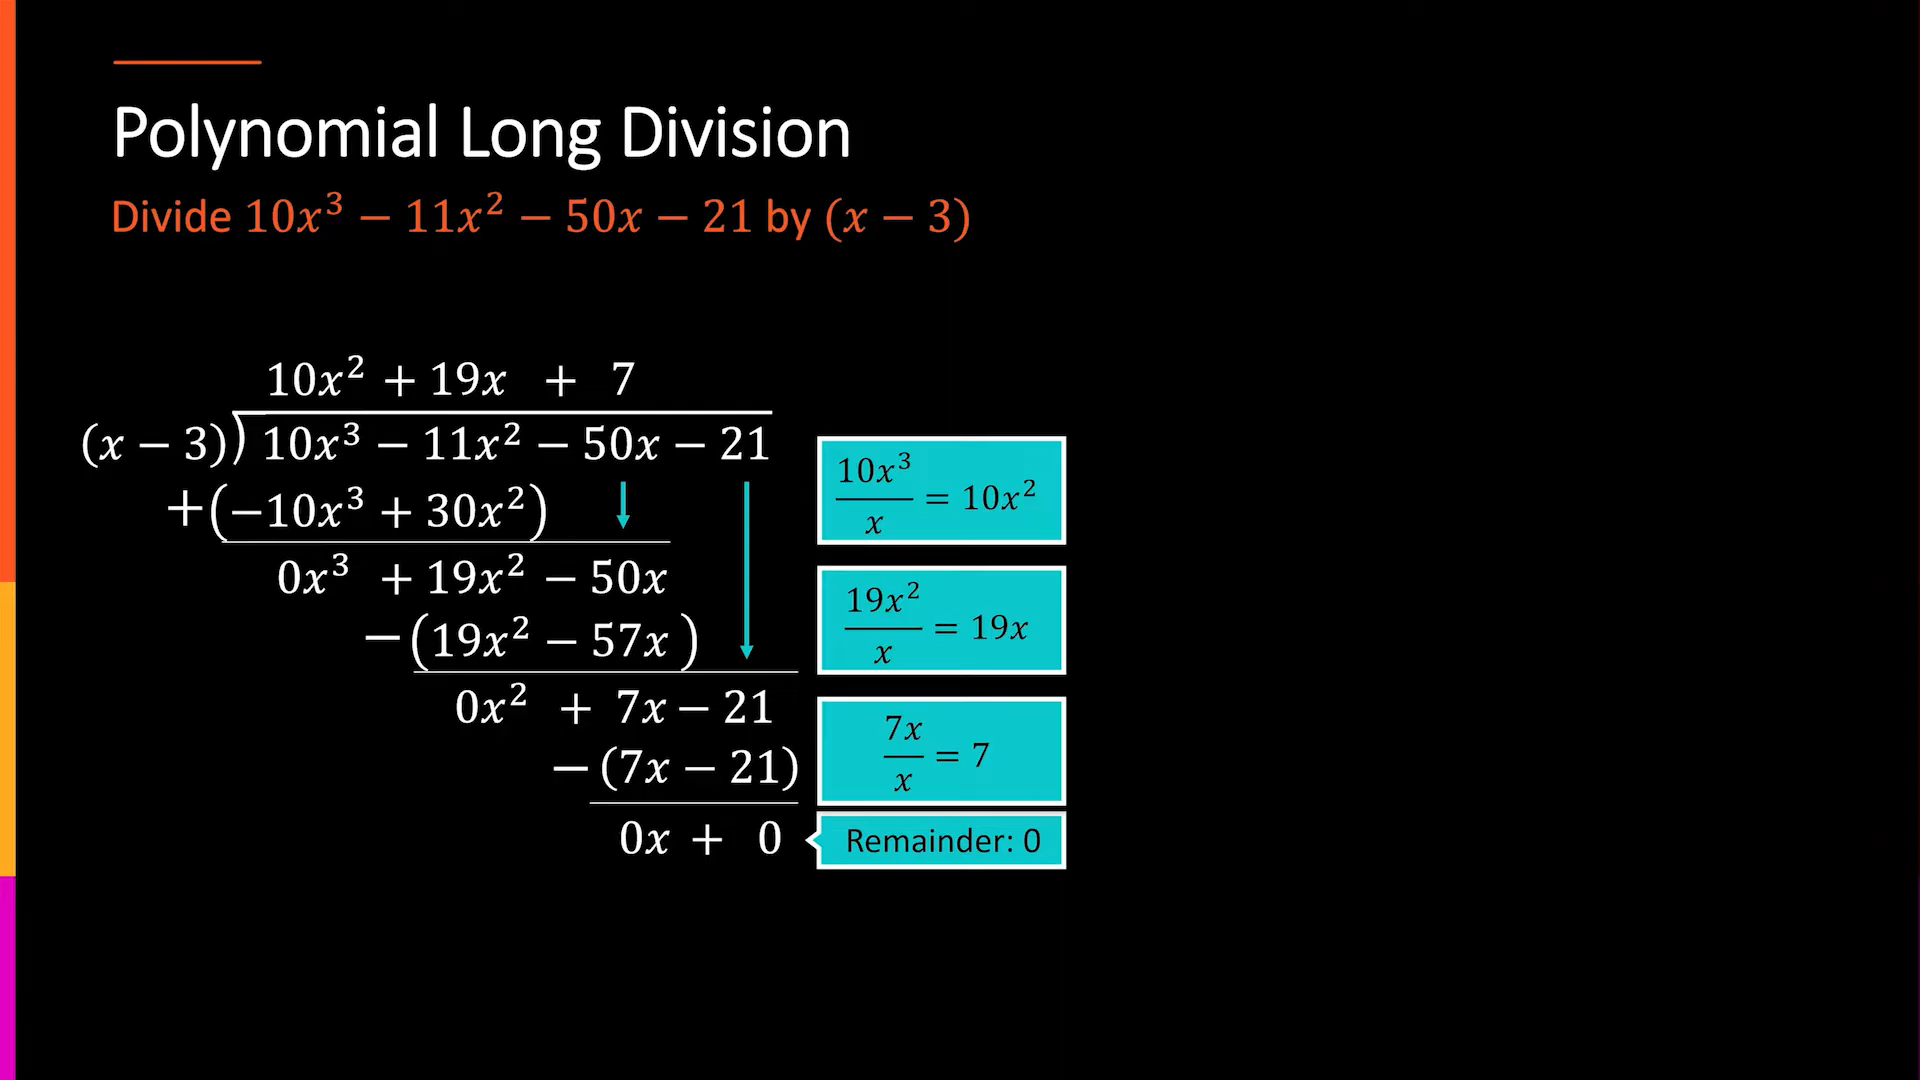 Polynomial Long Division
Divide 10x³ − 11x² − 50x − 21 by (x − 3)
10x² + 19x + 7
(x − 3)) 10x³ − 11x² − 50x − 21
+(−10x³ + 30x²)
0x³ + 19x² − 50x
−(19x² − 57x)
0x² + 7x − 21
−(7x − 21)
0x + 0
10x³/x = 10x²
19x²/x = 19x
7x/x = 7
Remainder: 0